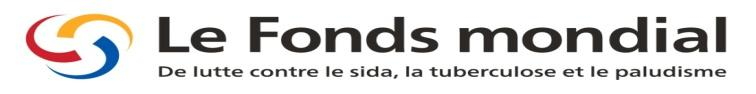 Le Fonds mondial
De lutte contre le sida, la tuberculose et le paludisme